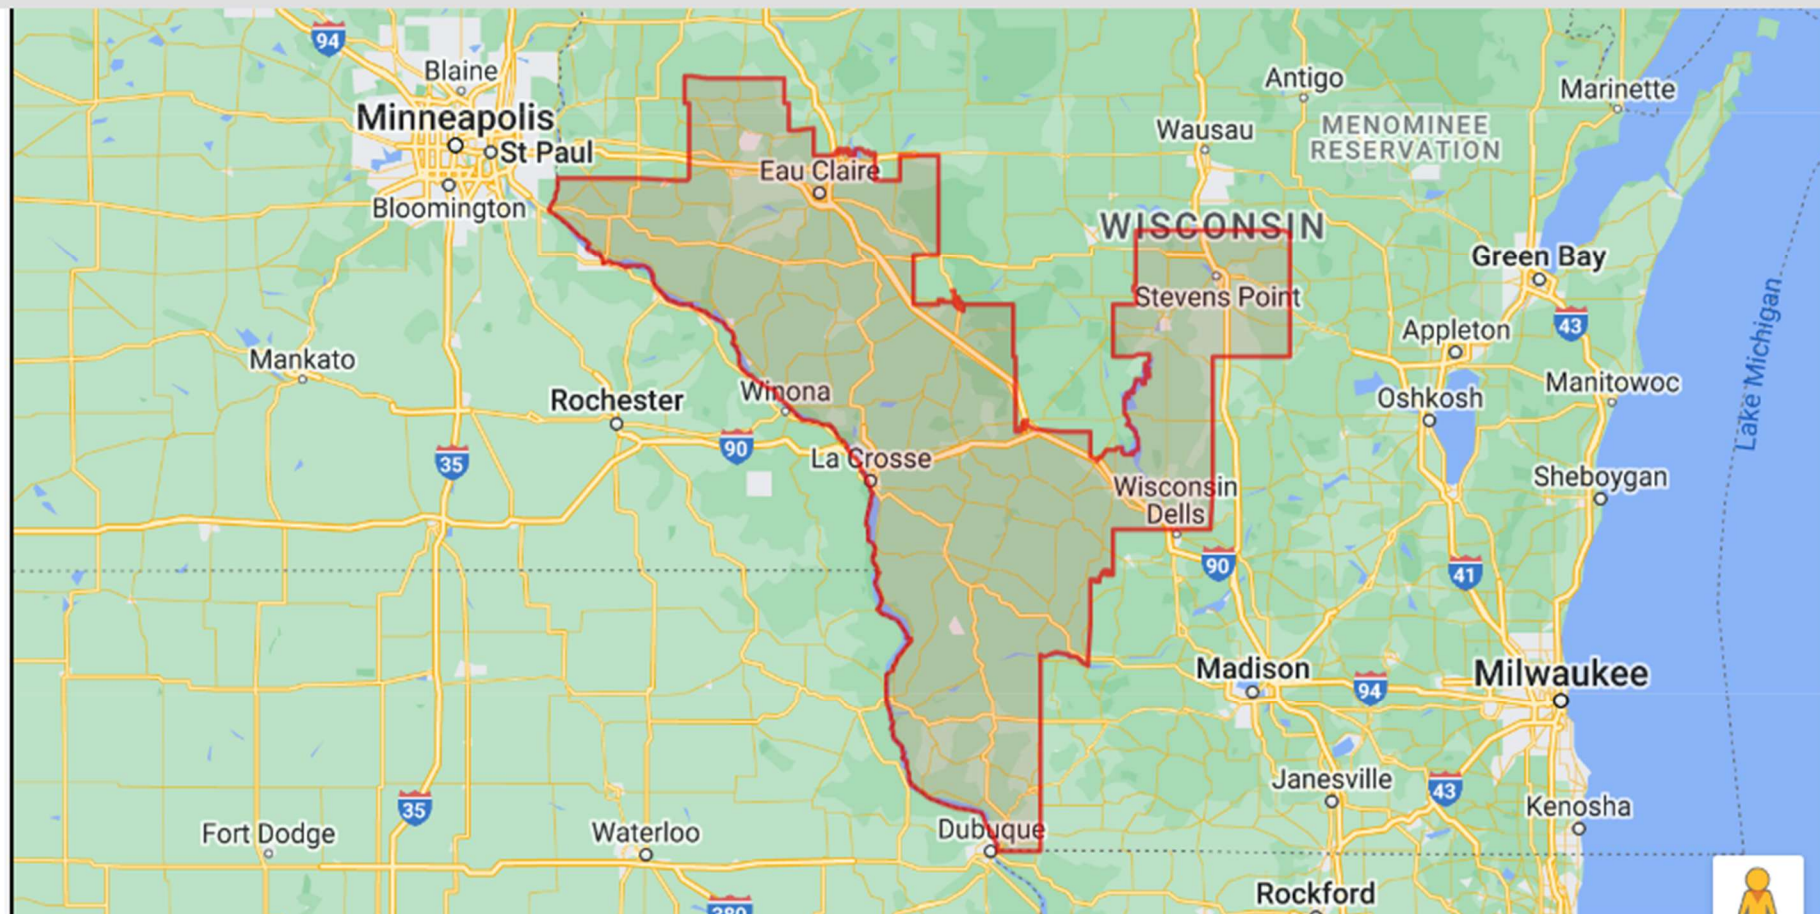 94
Blaine
Minneapolis
St Paul
Bloomington
Eau Claire
Antigo
Marinette
Wausau
MENOMINEE
RESERVATION
WISCONSIN
Green Bay
Stevens Point
43
Appleton
Lake Michigan
Mankato
Rochester
Winona
Oshkosh
Manitowoc
35
90
La Crosse
Wisconsin
Dells
Sheboygan
90
41
Madison
94
Milwaukee
35
Janesville
43
Kenosha
Fort Dodge
Waterloo
Dubuque
Rockford
380